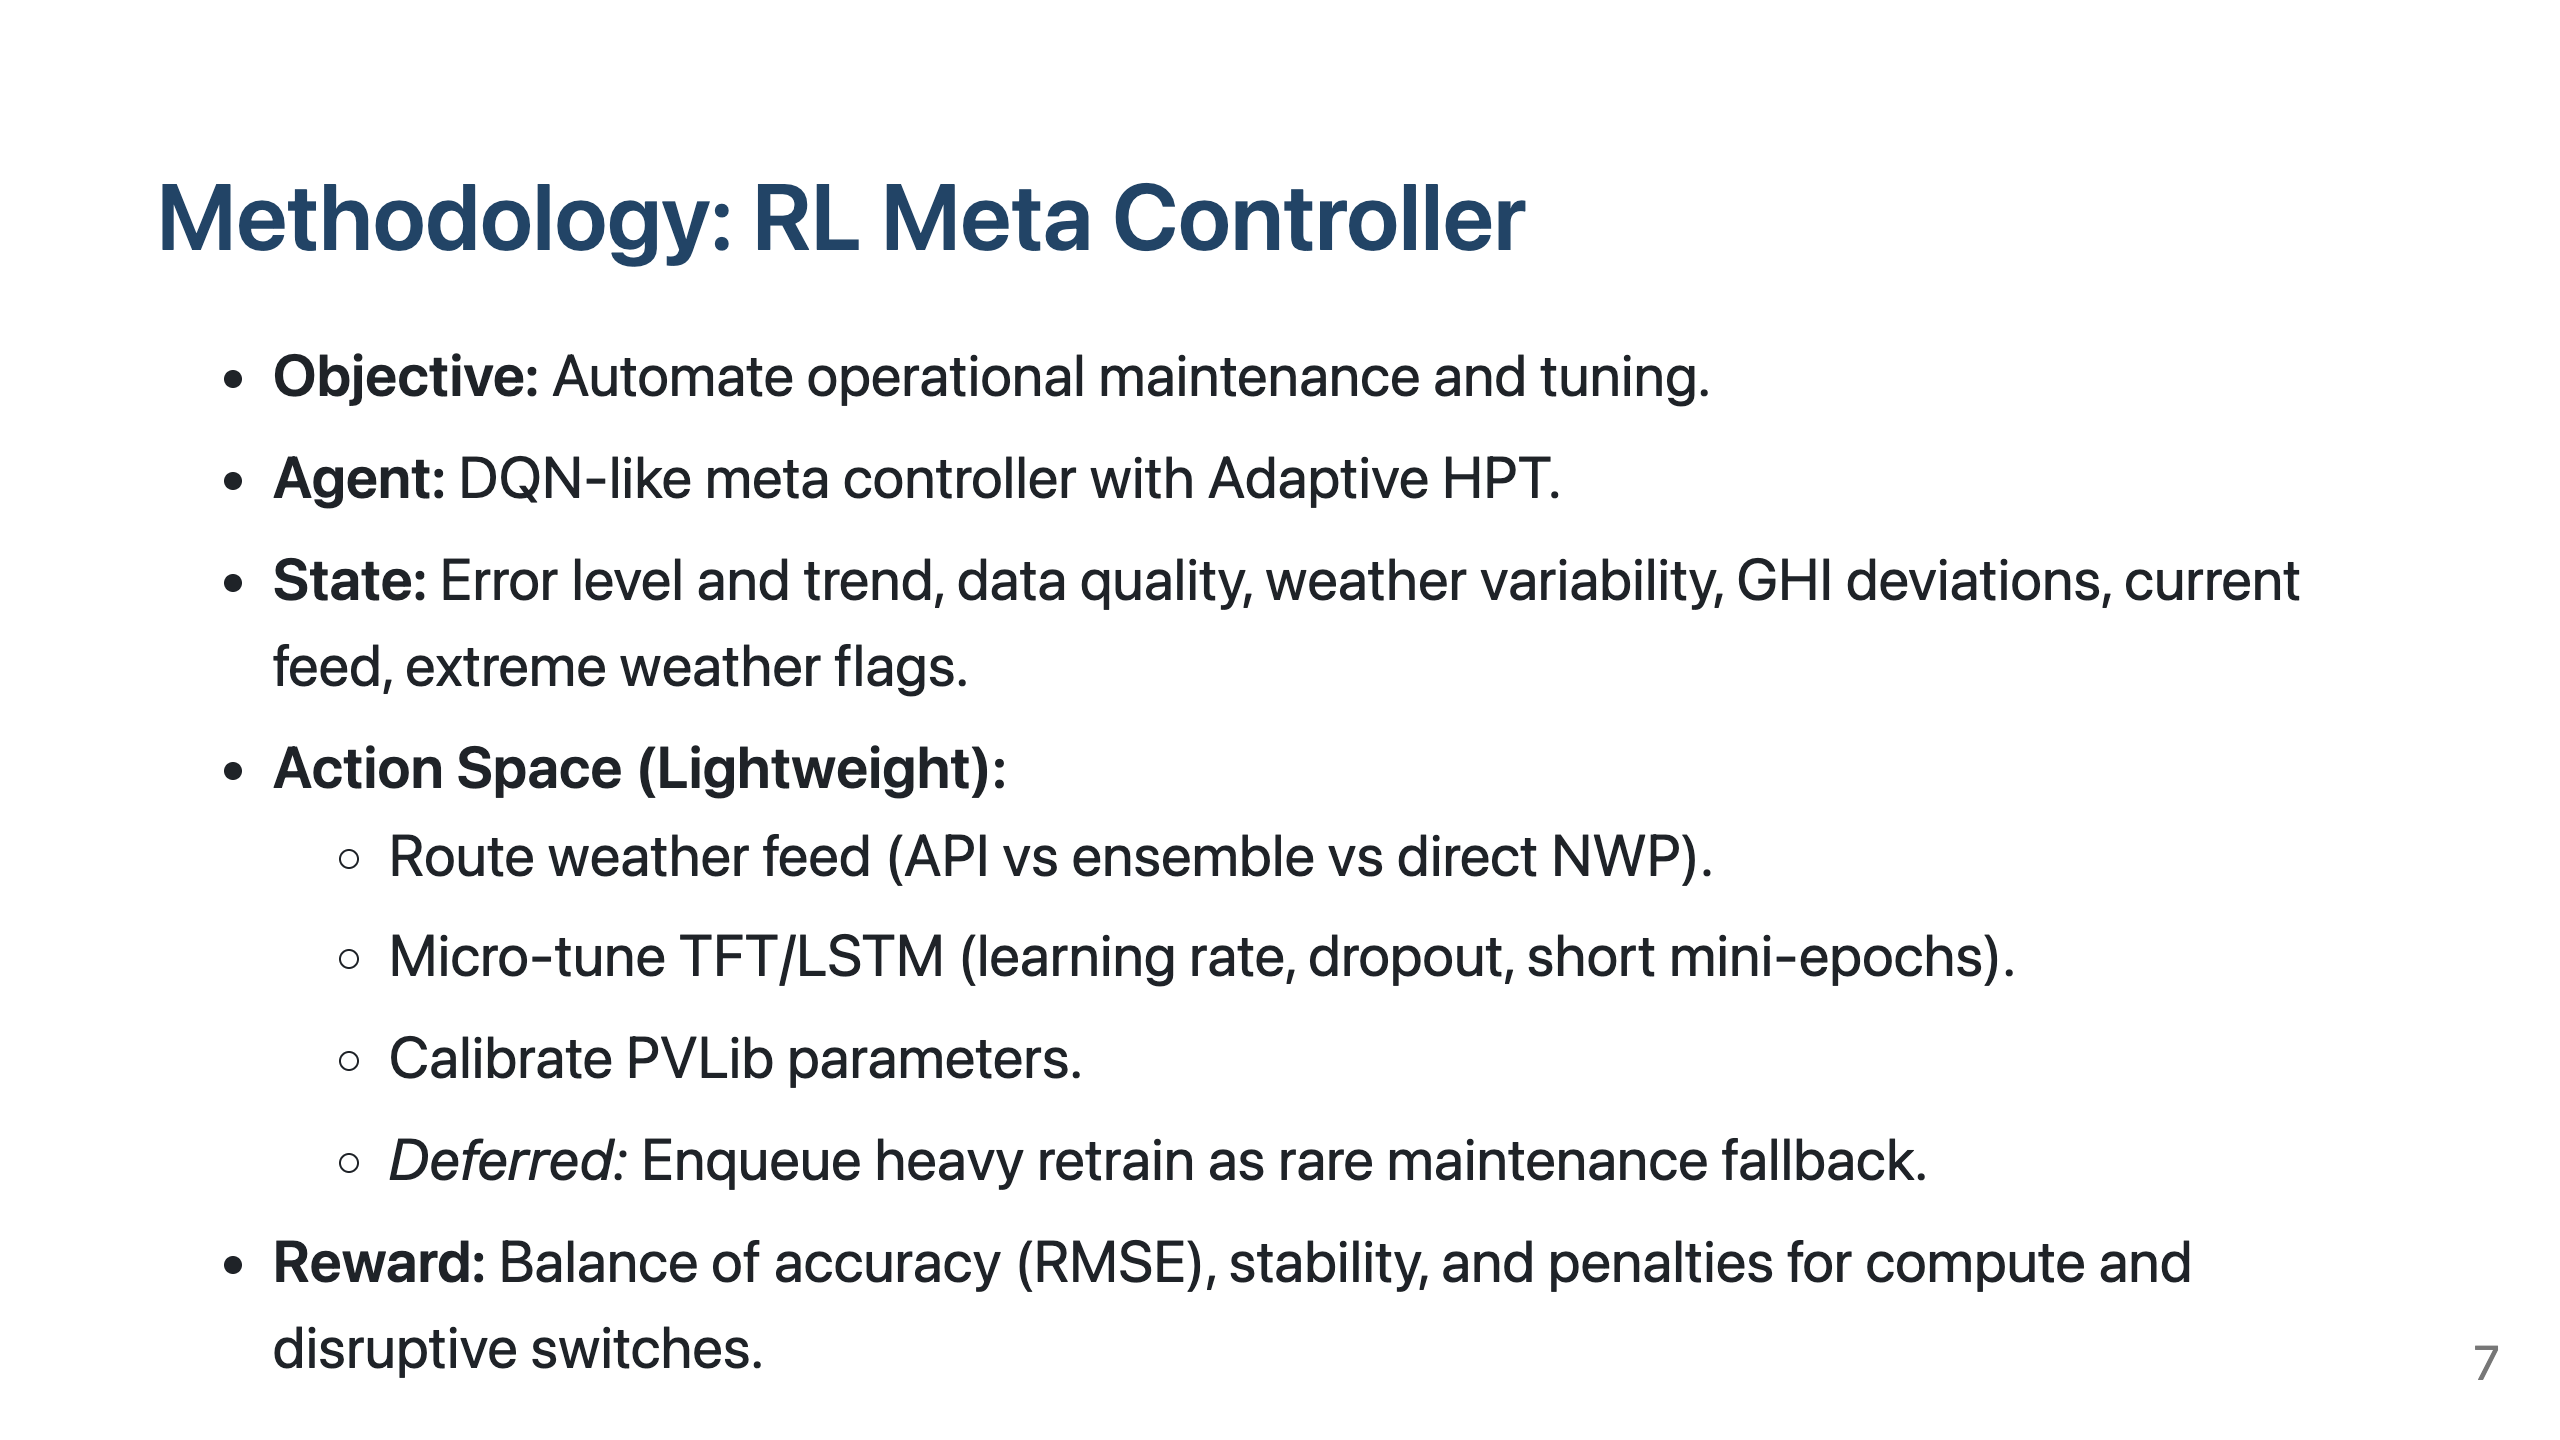 Methodology: RL Meta Controller
• Objective: Automate operational maintenance and tuning.
• Agent: DQN-like meta controller with Adaptive HPT.
• State: Error level and trend, data quality, weather variability, GHI deviations, current
feed, extreme weather flags.
• Action Space (Lightweight):
○ Route weather feed (API vs ensemble vs direct NWP).
○ Micro-tune TFT/LSTM (learning rate, dropout, short mini-epochs).
○ Calibrate PVLib parameters.
○ Deferred: Enqueue heavy retrain as rare maintenance fallback.
• Reward: Balance of accuracy (RMSE), stability, and penalties for compute and
disruptive switches.
7